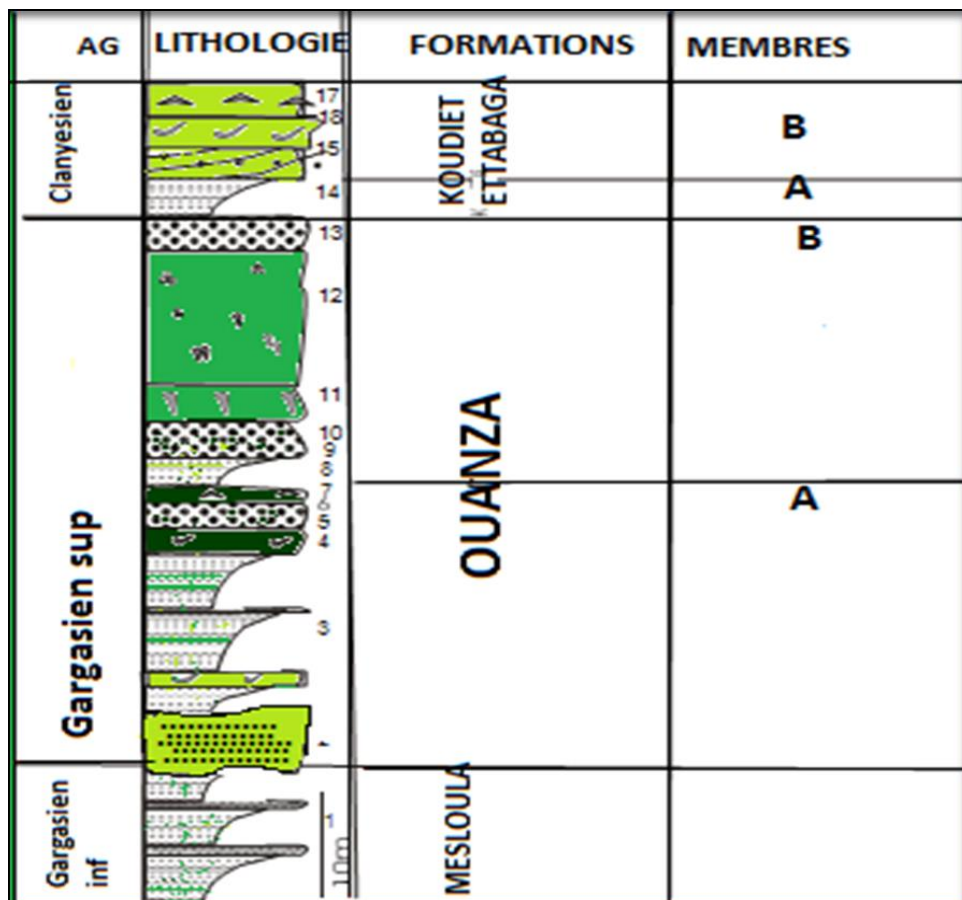 AG LITHOLOGIE FORMATIONS MEMBRES
Clanyesien
17
18
15
14
KOUDIET
ETTABAGA
B
A
Gargasien sup
13
12
11
10
9
8
7
5
4
3
OUANZA
B
A
Gargasien
inf
1
10m
MESLOULA